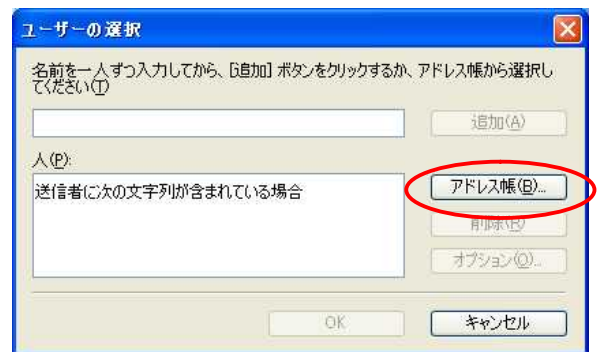 ユーザーの選択
名前を一人ずつ入力してから、[追加] ボタンをクリックするか、アドレス帳から選択し
てください(T)
追加(A)
人(P):
送信者に次の文字列が含まれている場合
アドレス帳(B)...
削除(R)
オプション(O)...
OK
キャンセル